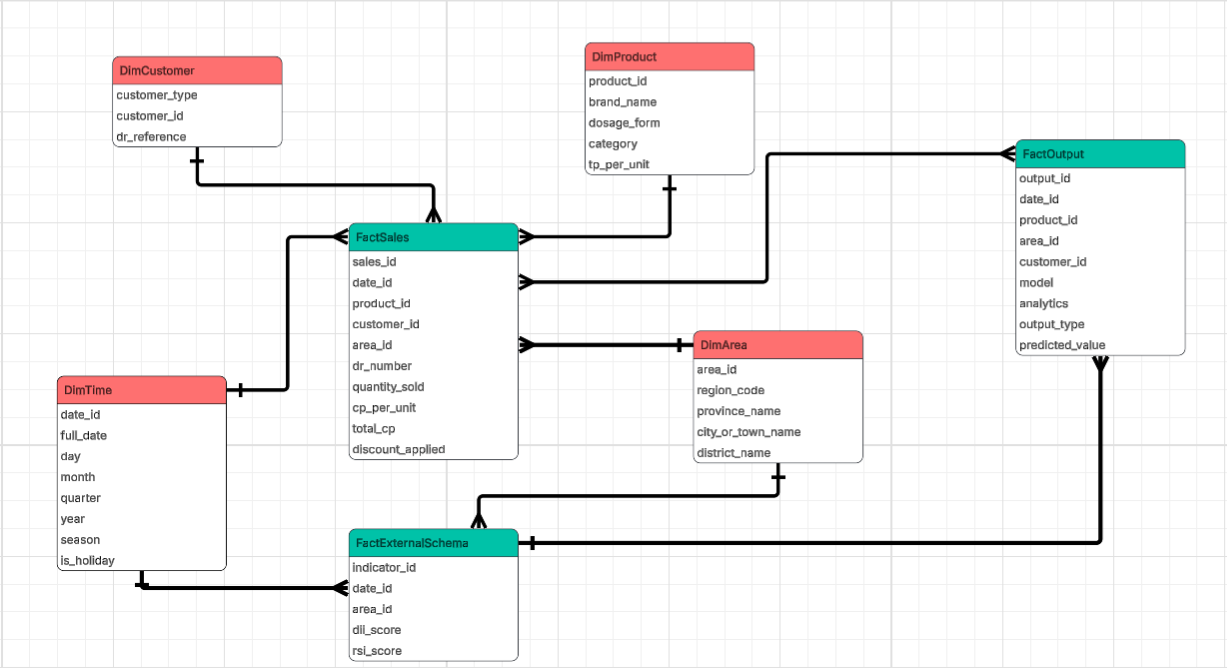 DimCustomer
customer_type
customer_id
dr_reference
DimProduct
product_id
brand_name
dosage_form
category
tp_per_unit
FactOutput
output_id
date_id
product_id
area_id
customer_id
model
analytics
output_type
predicted_value
FactSales
sales_id
date_id
product_id
customer_id
area_id
dr_number
quantity_sold
cp_per_unit
total_cp
discount_applied
DimArea
area_id
region_code
province_name
city_or_town_name
district_name
DimTime
date_id
full_date
day
month
quarter
year
season
is_holiday
FactExternalSchema
indicator_id
date_id
area_id
dii_score
rsi_score